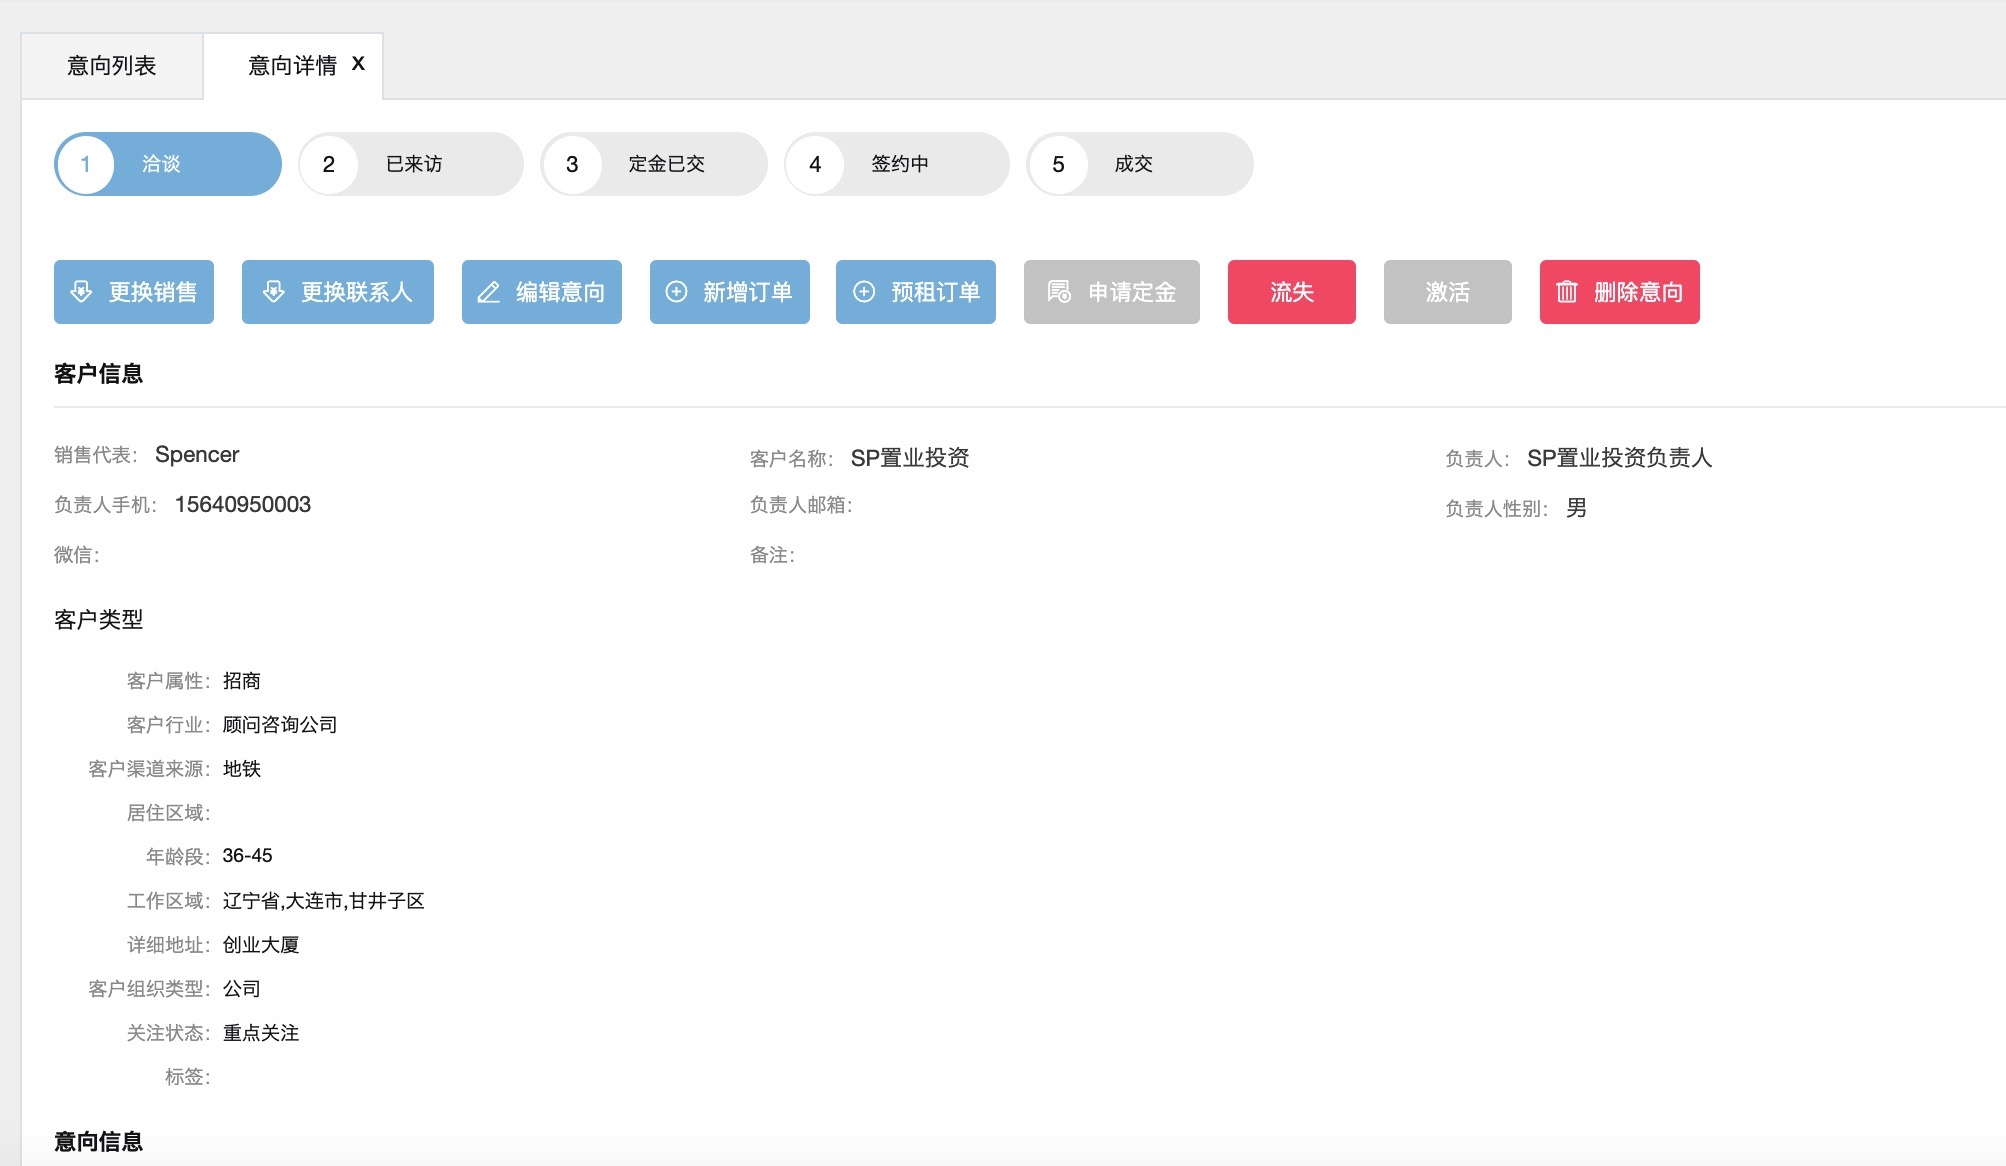 意向列表 意向详情 X
1 洽谈 2 已来访 3 定金已交 4 签约中 5 成交
更换销售 更换联系人 编辑意向 新增订单 预租订单 申请定金 流失 激活 删除意向
客户信息
销售代表: Spencer 客户名称: SP置业投资 负责人: SP置业投资负责人
负责人手机: 15640950003 负责人邮箱: 负责人性别: 男
微信: 备注:
客户类型
客户属性: 招商
客户行业: 顾问咨询公司
客户渠道来源: 地铁
居住区域:
年龄段: 36-45
工作区域: 辽宁省,大连市,甘井子区
详细地址: 创业大厦
客户组织类型: 公司
关注状态: 重点关注
标签:
意向信息